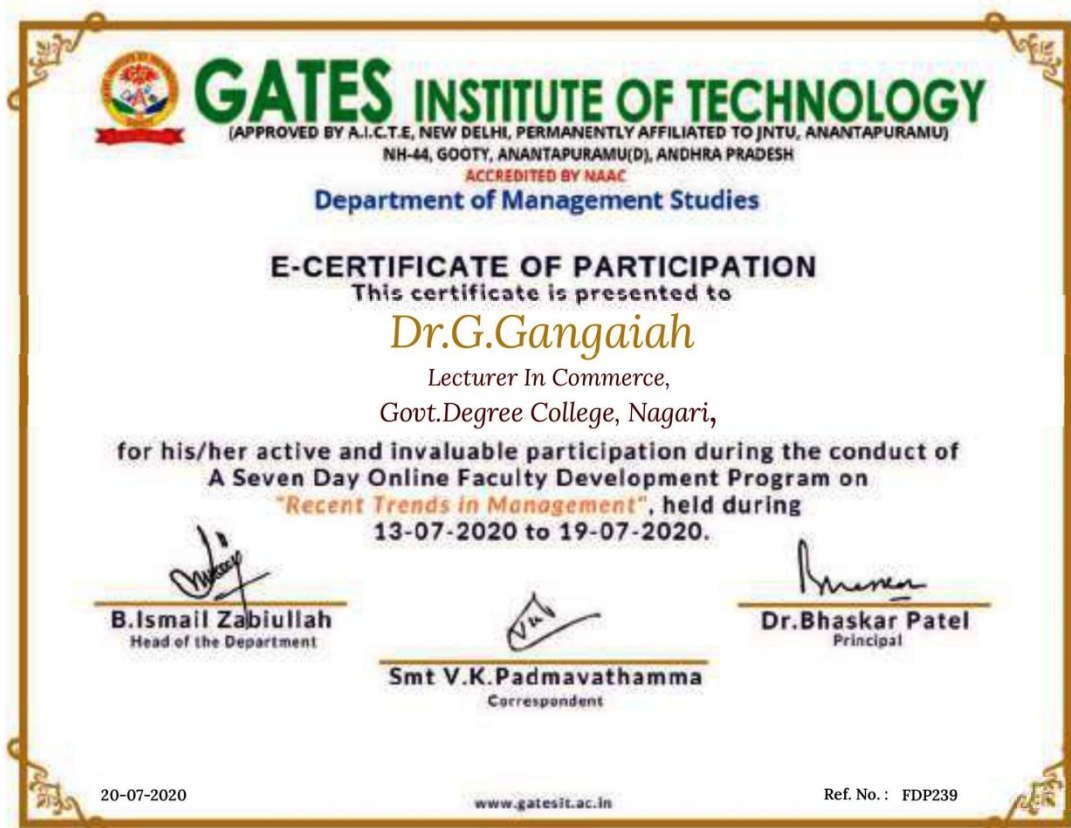 GATES INSTITUTE OF TECHNOLOGY
(APPROVED BY A.I.C.T.E, NEW DELHI, PERMANENTLY AFFILIATED TO JNTU, ANANTAPURAMU)
NH-44, GOOTY, ANANTAPURAMU(D), ANDHRA PRADESH
ACCREDITED BY NAAC
Department of Management Studies
E-CERTIFICATE OF PARTICIPATION
This certificate is presented to
Dr.G.Gangaiah
Lecturer In Commerce,
Govt.Degree College, Nagari,
for his/her active and invaluable participation during the conduct of
A Seven Day Online Faculty Development Program on
"Recent Trends in Management", held during
13-07-2020 to 19-07-2020.
B.Ismail Zabiullah
Head of the Department
Dr.Bhaskar Patel
Principal
Smt V.K.Padmavathamma
Correspondent
20-07-2020
www.gatesit.ac.in
Ref. No. : FDP239